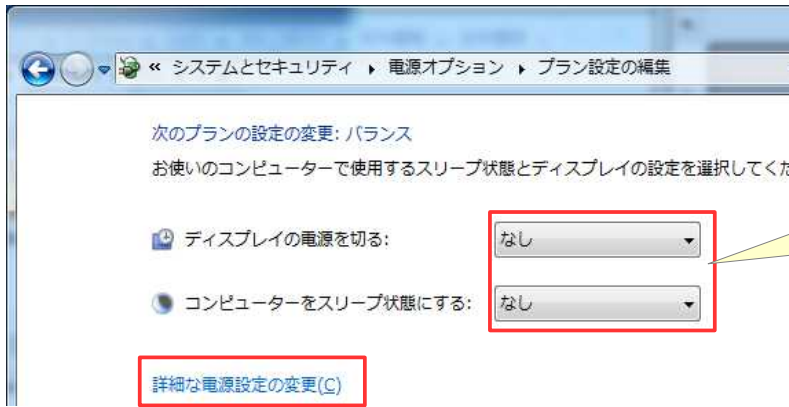 « システムとセキュリティ ▸ 電源オプション ▸ プラン設定の編集
次のプランの設定の変更: バランス
お使いのコンピューターで使用するスリープ状態とディスプレイの設定を選択してくだ
ディスプレイの電源を切る: なし
コンピューターをスリープ状態にする: なし
詳細な電源設定の変更(C)